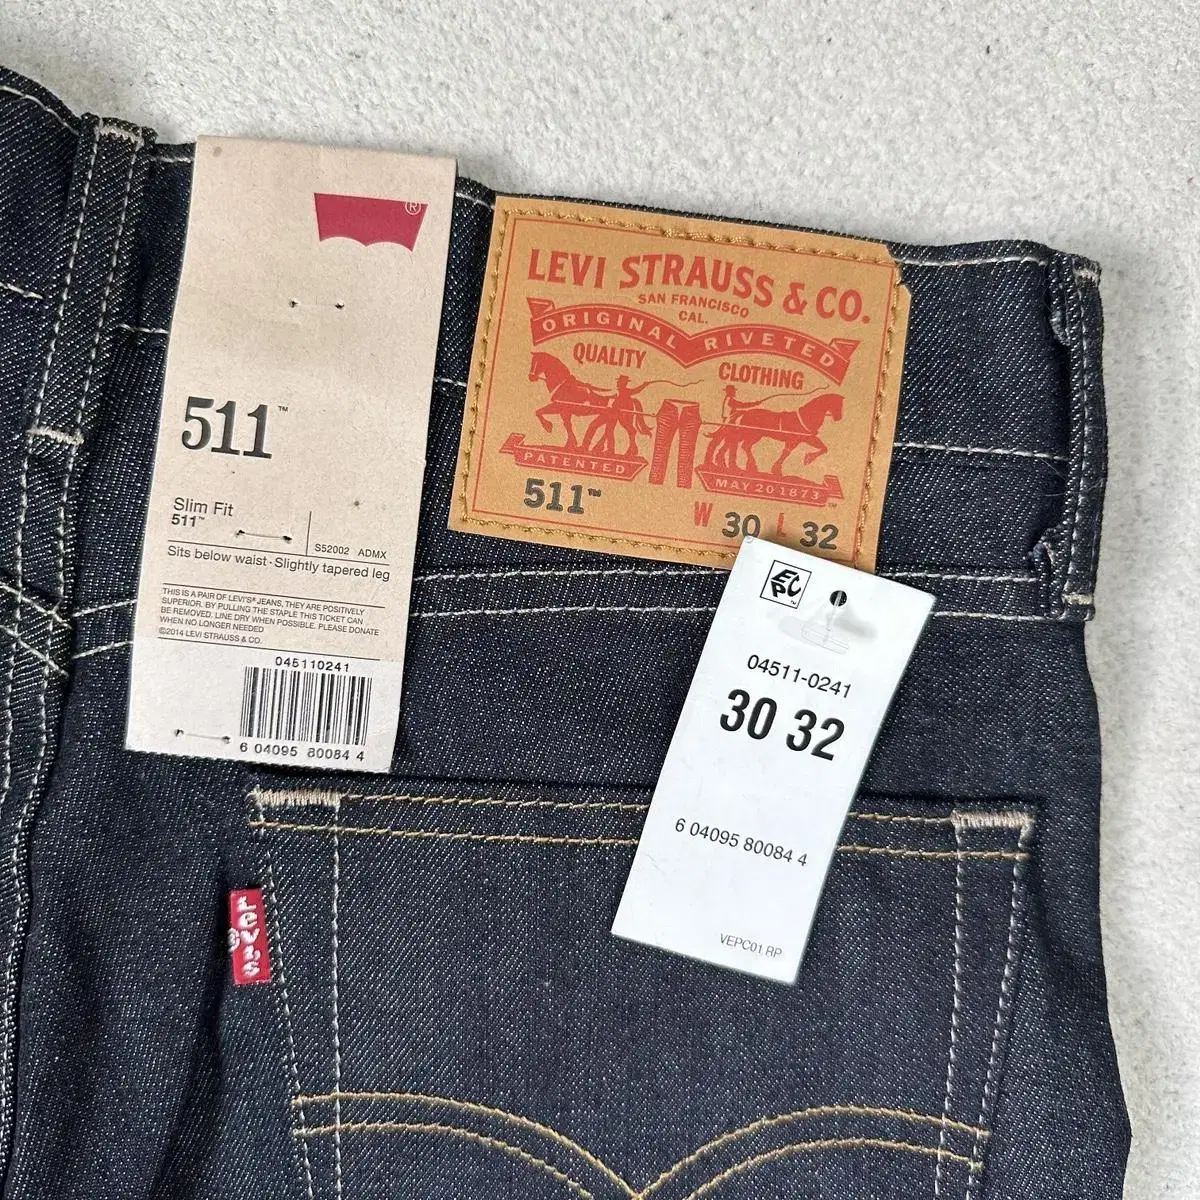 ®
511™
Slim Fit
511™
S52002 ADMX
Sits below waist·Slightly tapered leg
THIS IS A PAIR OF LEVI'S® JEANS, THEY ARE POSITIVELY
SUPERIOR. BY PULLING THE STAPLE THIS TICKET CAN
BE REMOVED. LINE DRY WHEN POSSIBLE. PLEASE DONATE
WHEN NO LONGER NEEDED
©2014 LEVI STRAUSS & CO.
045110241
6 04095 80084 4
LEVI STRAUSS & CO.
SAN FRANCISCO
CAL.
ORIGINAL RIVETED
QUALITY CLOTHING
PATENTED MAY 20 1873
511™ W 30 L 32
EPC™
04511-0241
30 32
6 04095 80084 4
VEPC01 RP
Levi's
®